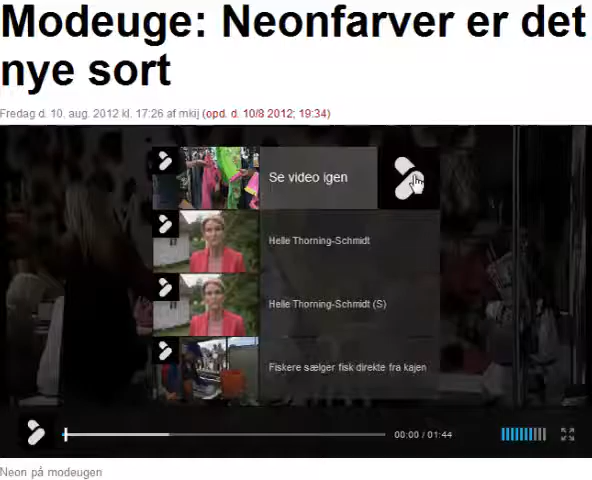 Modeuge: Neonfarver er det
nye sort
Fredag d. 10. aug. 2012 kl. 17:26 af mkij (opd. d. 10/8 2012; 19:34)
Se video igen
Helle Thorning-Schmidt
Helle Thorning-Schmidt (S)
Fiskere sælger fisk direkte fra kajen
00:00 / 01:44
Neon på modeugen